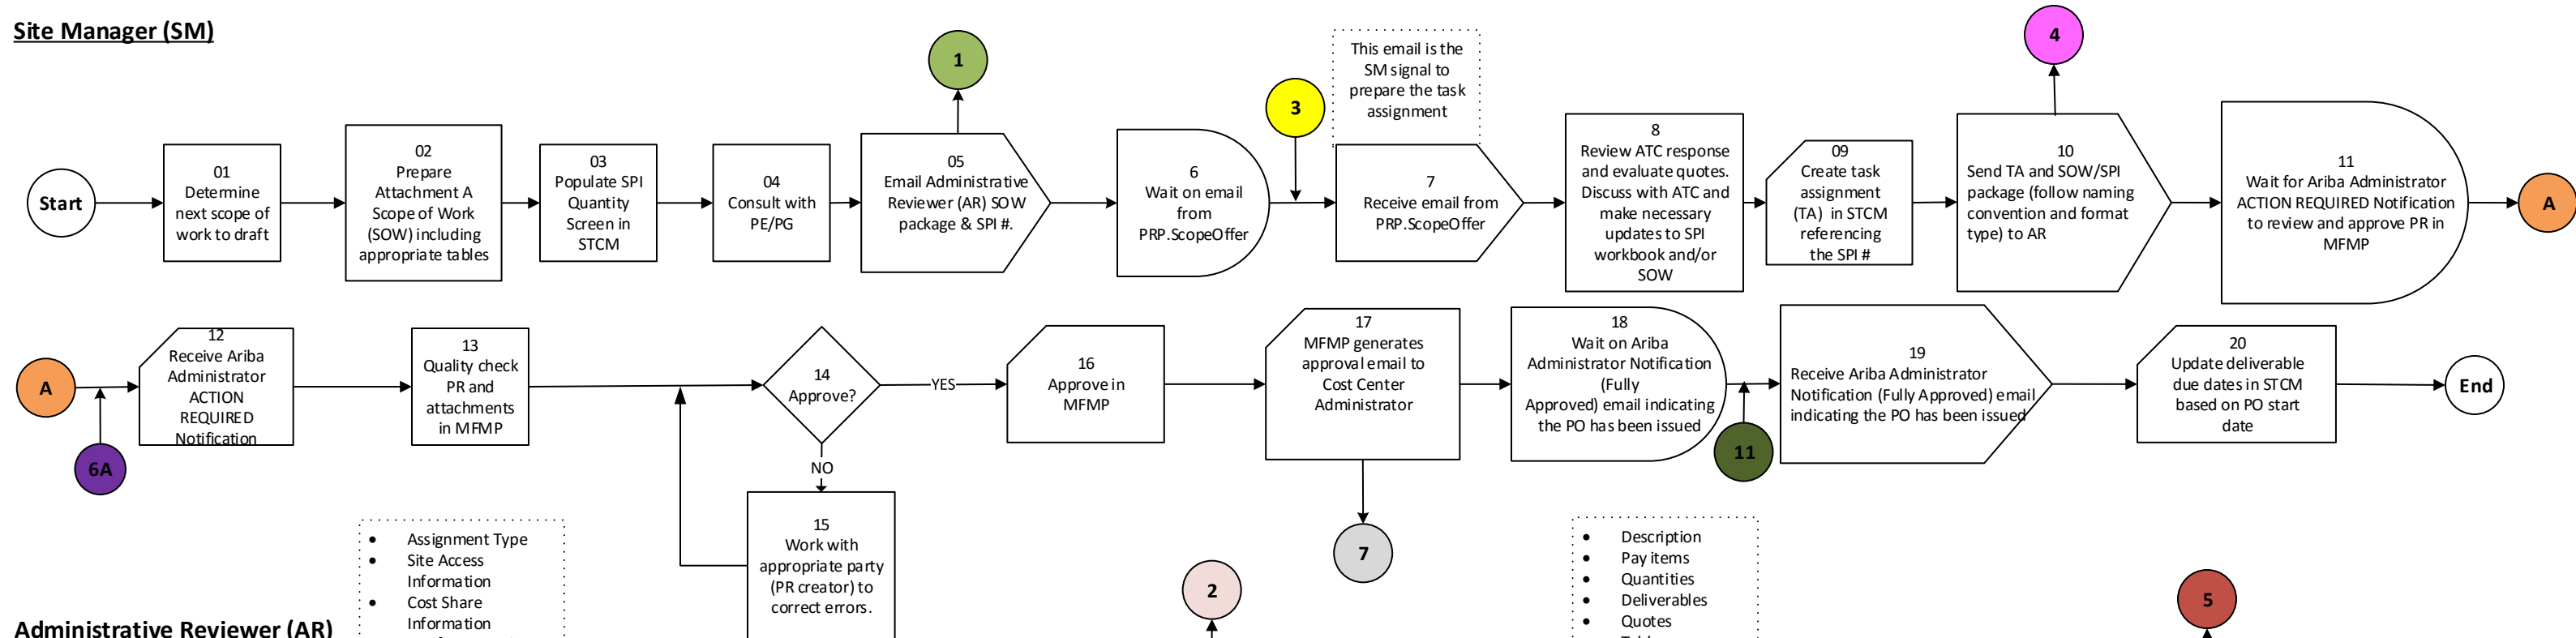 Site Manager (SM)
1
3
This email is the
SM signal to
prepare the task
assignment
4
Start
01
Determine
next scope of
work to draft
02
Prepare
Attachment A
Scope of Work
(SOW) including
appropriate tables
03
Populate SPI
Quantity
Screen in
STCM
04
Consult with
PE/PG
05
Email Administrative
Reviewer (AR) SOW
package & SPI #.
6
Wait on email
from
PRP.ScopeOffer
7
Receive email from
PRP.ScopeOffer
8
Review ATC response
and evaluate quotes.
Discuss with ATC and
make necessary
updates to SPI
workbook and/or
SOW
09
Create task
assignment
(TA) in STCM
referencing
the SPI #
10
Send TA and SOW/SPI
package (follow naming
convention and format
type) to AR
11
Wait for Ariba Administrator
ACTION REQUIRED Notification
to review and approve PR in
MFMP
A
A
6A
12
Receive Ariba
Administrator
ACTION
REQUIRED
Notification
13
Quality check
PR and
attachments
in MFMP
14
Approve?
YES
NO
15
Work with
appropriate party
(PR creator) to
correct errors.
16
Approve in
MFMP
17
MFMP generates
approval email to
Cost Center
Administrator
7
18
Wait on Ariba
Administrator Notification
(Fully
Approved) email indicating
the PO has been issued
11
19
Receive Ariba Administrator
Notification (Fully Approved) email
indicating the PO has been issued
20
Update deliverable
due dates in STCM
based on PO start
date
End
• Assignment Type
• Site Access
Information
• Cost Share
Information
2
• Description
• Pay items
• Quantities
• Deliverables
• Quotes
5
Administrative Reviewer (AR)